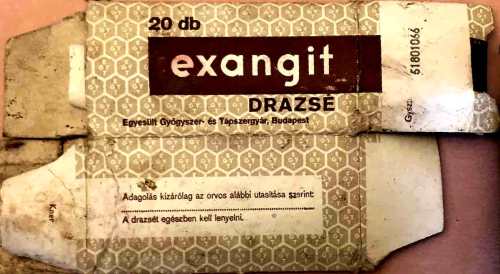 20 db
exangit
DRAZSÉ
Egyesült Gyógyszer- és Tápszergyár, Budapest
61801066
Gysz
Adagolás kizárólag az orvos alábbi utasítása szerint:
A drazsét egészben kell lenyelni.